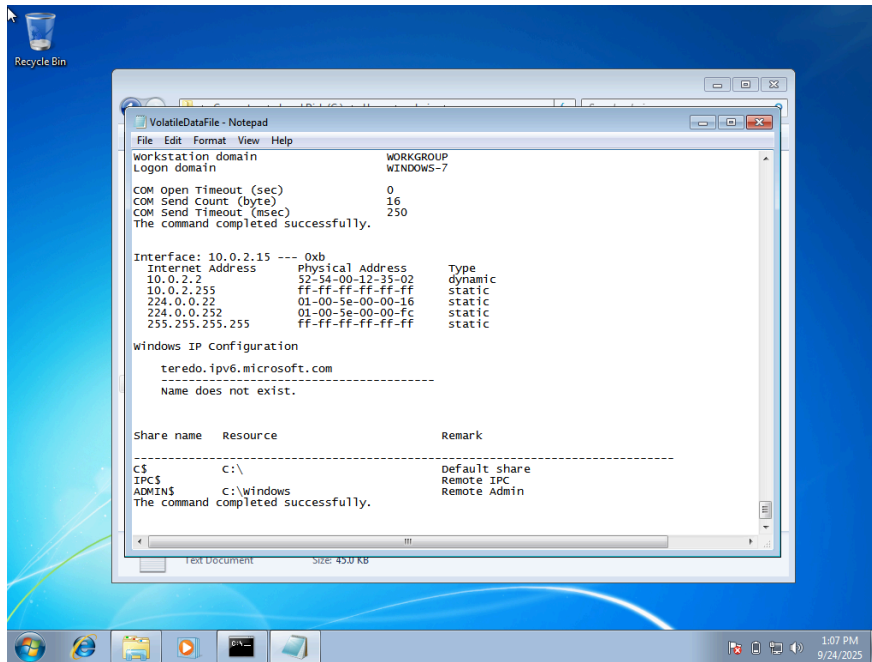 Recycle Bin
VolatileDataFile - Notepad
File Edit Format View Help
Workstation domain WORKGROUP
Logon domain WINDOWS-7
COM Open Timeout (sec) 0
COM Send Count (byte) 16
COM Send Timeout (msec) 250
The command completed successfully.
Interface: 10.0.2.15 --- 0xb
Internet Address Physical Address Type
10.0.2.2 52-54-00-12-35-02 dynamic
10.0.2.255 ff-ff-ff-ff-ff-ff static
224.0.0.22 01-00-5e-00-00-16 static
224.0.0.252 01-00-5e-00-00-fc static
255.255.255.255 ff-ff-ff-ff-ff-ff static
Windows IP Configuration
teredo.ipv6.microsoft.com
----------------------------------------
Name does not exist.
Share name Resource Remark
-------------------------------------------------------------------------------
C$ C:\ Default share
IPC$ Remote IPC
ADMIN$ C:\Windows Remote Admin
The command completed successfully.
Text Document Size: 45.0 KB
1:07 PM
9/24/2025